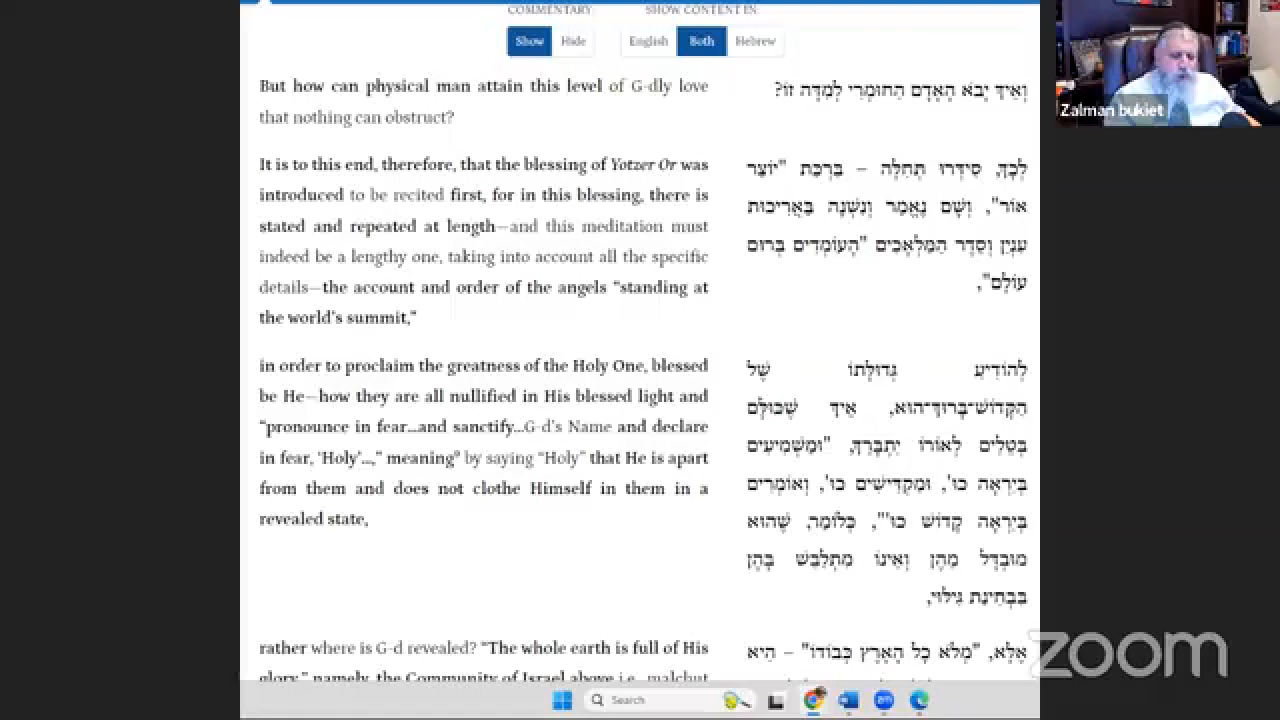 COMMENTARY
SHOW CONTENT IN
Show Hide
English Both Hebrew
But how can physical man attain this level of G-dly love
that nothing can obstruct?
It is to this end, therefore, that the blessing of Yotzer Or was
introduced to be recited first, for in this blessing, there is
stated and repeated at length—and this meditation must
indeed be a lengthy one, taking into account all the specific
details—the account and order of the angels “standing at
the world’s summit,”
in order to proclaim the greatness of the Holy One, blessed
be He—how they are all nullified in His blessed light and
“pronounce in fear...and sanctify...G-d’s Name and declare
in fear, ‘Holy’...,” meaning⁹ by saying “Holy” that He is apart
from them and does not clothe Himself in them in a
revealed state,
rather where is G-d revealed? “The whole earth is full of His
glory,” namely, the Community of Israel above i.e., malchut
וְאֵיךְ יָבֹא הָאָדָם הַחוּמְרִי לְמִדָּה זוֹ?
לְכָךְ, סִידְּרוּ תְּחִלָּה – בִּרְכַּת "יוֹצֵר
אוֹר", וְשָׁם נֶאֱמַר וְנִשְׁנָה בַּאֲרִיכוּת
עִנְיַן וְסֵדֶר הַמַּלְאָכִים "הָעוֹמְדִים בְּרוּם
עוֹלָם",
לְהוֹדִיעַ גְּדוּלָּתוֹ שֶׁל
הַקָּדוֹשׁ־בָּרוּךְ־הוּא, אֵיךְ שֶׁכּוּלָּם
בְּטֵלִים לְאוֹרוֹ יִתְבָּרֵךְ, "וּמַשְׁמִיעִים
בְּיִרְאָה כוּ', וּמַקְדִּישִׁים כוּ', וְאוֹמְרִים
בְּיִרְאָה קָדוֹשׁ כוּ'", כְּלוֹמַר, שֶׁהוּא
מוּבְדָּל מֵהֶן וְאֵינוֹ מִתְלַבֵּשׁ בָּהֶן
בִּבְחִינַת גִּילּוּי,
אֶלָּא, "מְלֹא כָל הָאָרֶץ כְּבוֹדוֹ" – הִיא
Search
Zalman bukiet
zoom